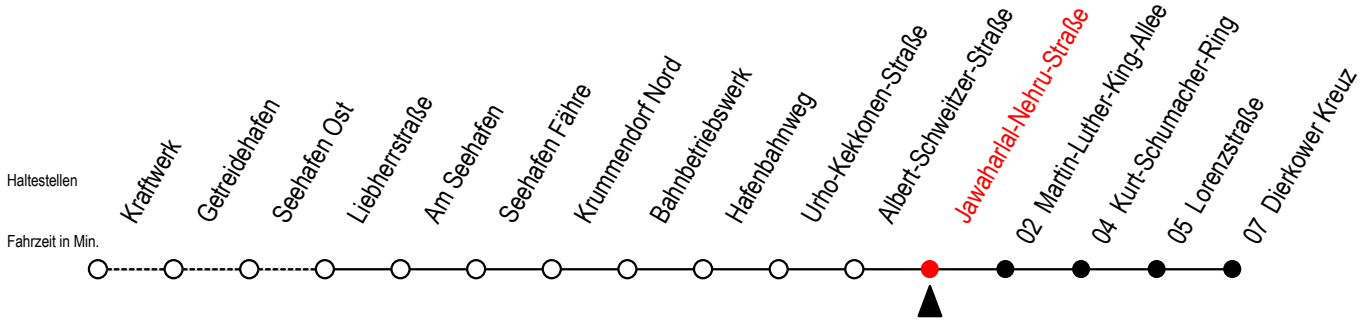 Haltestellen
Fahrzeit in Min.
Kraftwerk
Getreidehafen
Seehafen Ost
Liebherrstraße
Am Seehafen
Seehafen Fähre
Krummendorf Nord
Bahnbetriebswerk
Hafenbahnweg
Urho-Kekkonen-Straße
Albert-Schweitzer-Straße
Jawaharlal-Nehru-Straße
02 Martin-Luther-King-Allee
04 Kurt-Schumacher-Ring
05 Lorenzstraße
07 Dierkower Kreuz